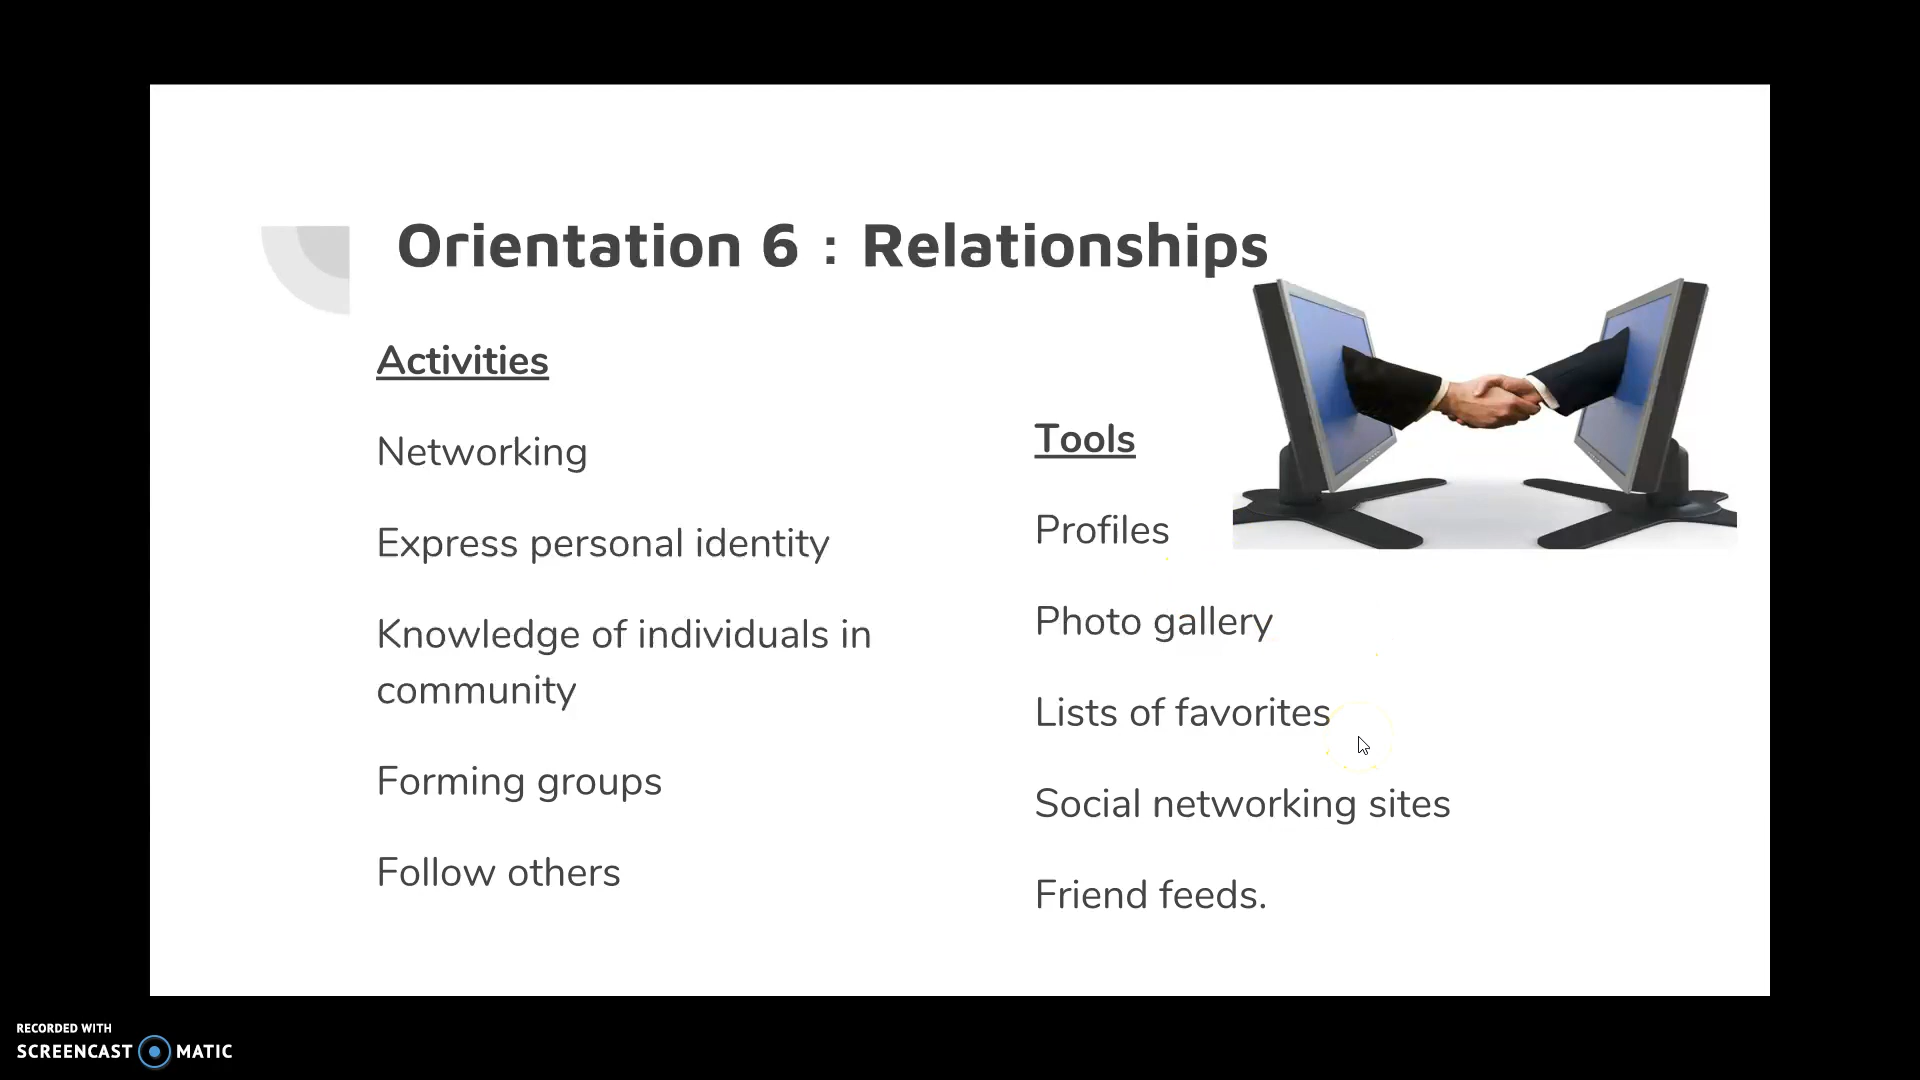 Orientation 6 : Relationships
Activities
Networking
Express personal identity
Knowledge of individuals in
community
Forming groups
Follow others
Tools
Profiles
Photo gallery
Lists of favorites
Social networking sites
Friend feeds.
RECORDED WITH
SCREENCAST MATIC